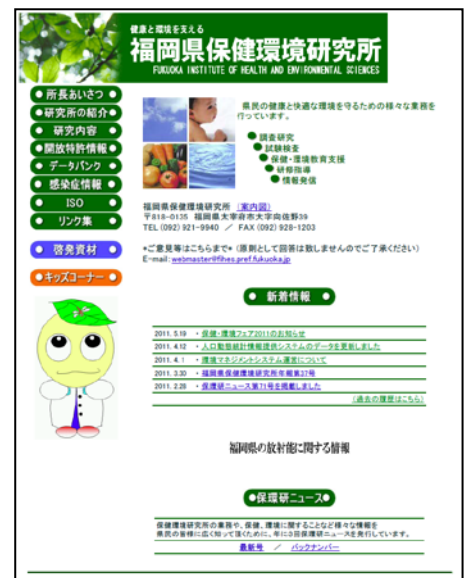 健康と環境を支える
福岡県保健環境研究所
FUKUOKA INSTITUTE OF HEALTH AND ENVIRONMENTAL SCIENCES
所長あいさつ
研究所の紹介
研究内容
開放特許情報
データバンク
感染症情報
ISO
リンク集
啓発資材
キッズコーナー
県民の健康と快適な環境を守るための様々な業務を
行っています。
調査研究
試験検査
保健・環境教育支援
研修指導
情報発信
福岡県保健環境研究所 (案内図)
〒818-0135 福岡県太宰府市大字向佐野39
TEL (092) 921-9940 / FAX (092) 928-1203
*ご意見等はこちらまで* (原則として回答は致しませんのでご了承ください)
E-mail:webmaster@fihes.pref.fukuoka.jp
新着情報
2011. 5.19 ・保健・環境フェア2011のお知らせ
2011. 4.12 ・人口動態統計情報提供システムのデータを更新しました
2011. 4. 1 ・環境マネジメントシステム運営について
2011. 3.30 ・福岡県保健環境研究所年報第37号
2011. 2.28 ・保環研ニュース第71号を掲載しました
(過去の履歴はこちら)
福岡県の放射能に関する情報
●保環研ニュース●
保健環境研究所の業務や、保健、環境に関することなど様々な情報を
県民の皆様に広く知って頂くために、年に3回保環研ニュースを発行しています。
最新号 / バックナンバー